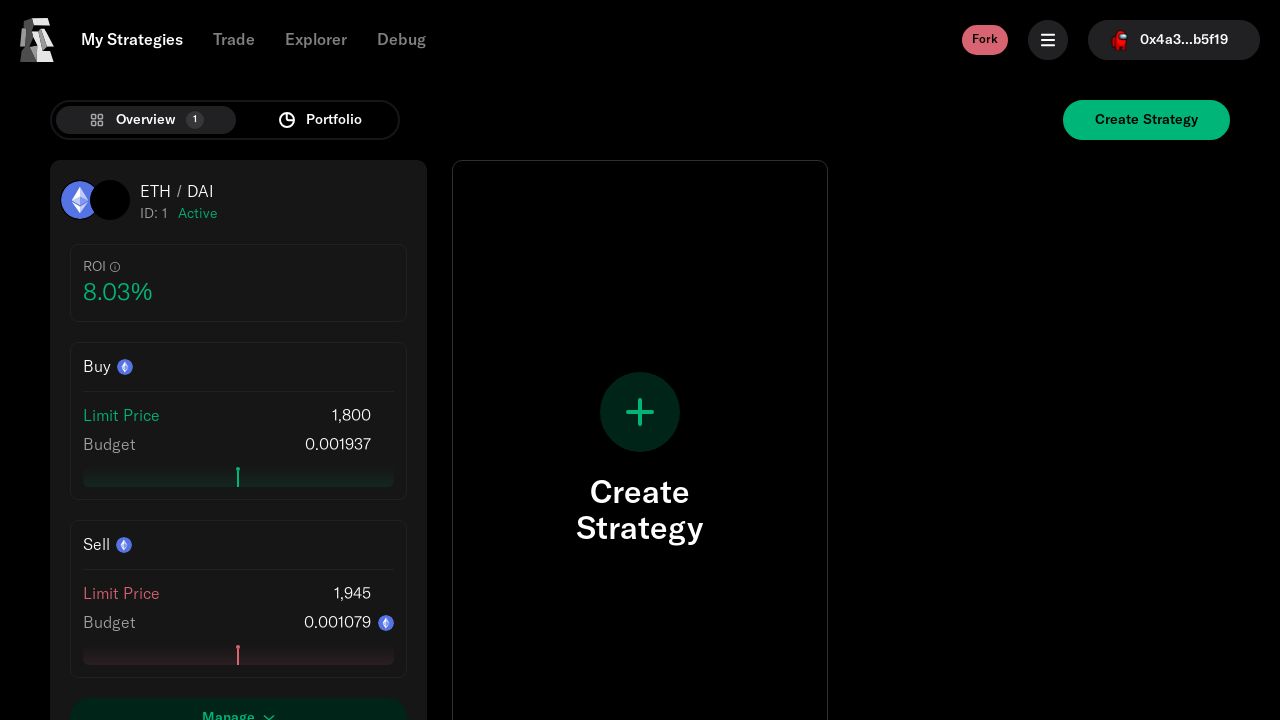 My Strategies Trade Explorer Debug Fork 0x4a3...b5f19
Overview 1 Portfolio Create Strategy
ETH / DAI
ID: 1 Active
ROI
8.03%
Buy
Limit Price 1,800
Budget 0.001937
Sell
Limit Price 1,945
Budget 0.001079
Manage
Create
Strategy